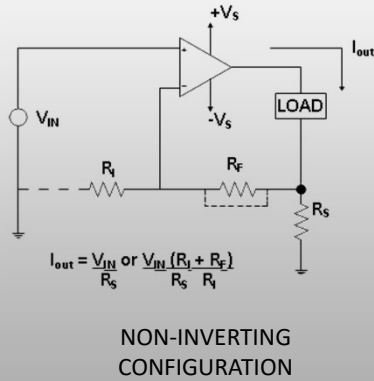 +Vs
Iout
+
−
LOAD
-Vs
VIN
RI
RF
RS
Iout = VIN or VIN (RI + RF)
RS RS RI
NON-INVERTING
CONFIGURATION